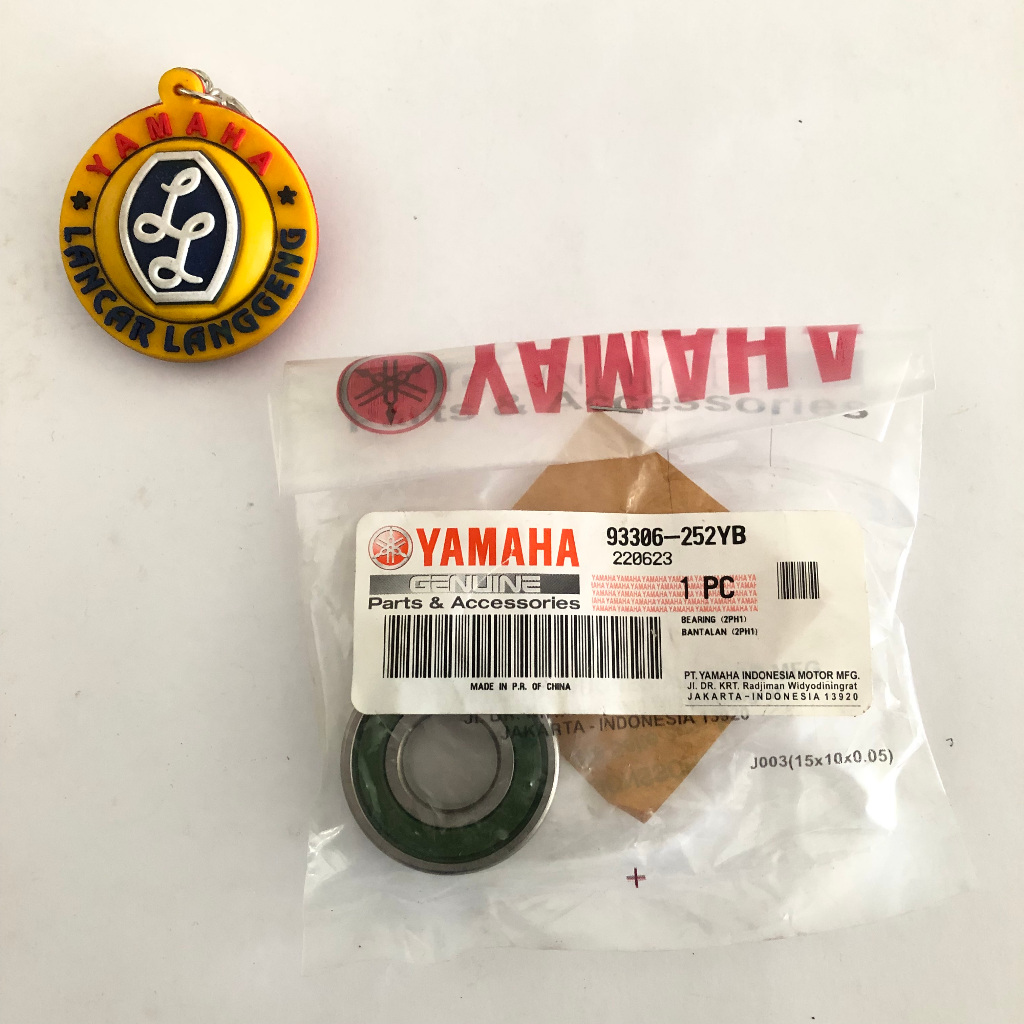 YAMAHA
LANCAR LANGGENG
YAMAHA
Parts & Accessories
YAMAHA
93306-252YB
220623
GENUINE
1 PC
Parts & Accessories
BEARING (2PH1)
BANTALAN (2PH1)
MADE IN P.R. OF CHINA
PT. YAMAHA INDONESIA MOTOR MFG.
Jl. DR. KRT. Radjiman Widyodiningrat
JAKARTA-INDONESIA 13920
JAKARTA - INDONESIA 13920
J003(15x10x0.05)